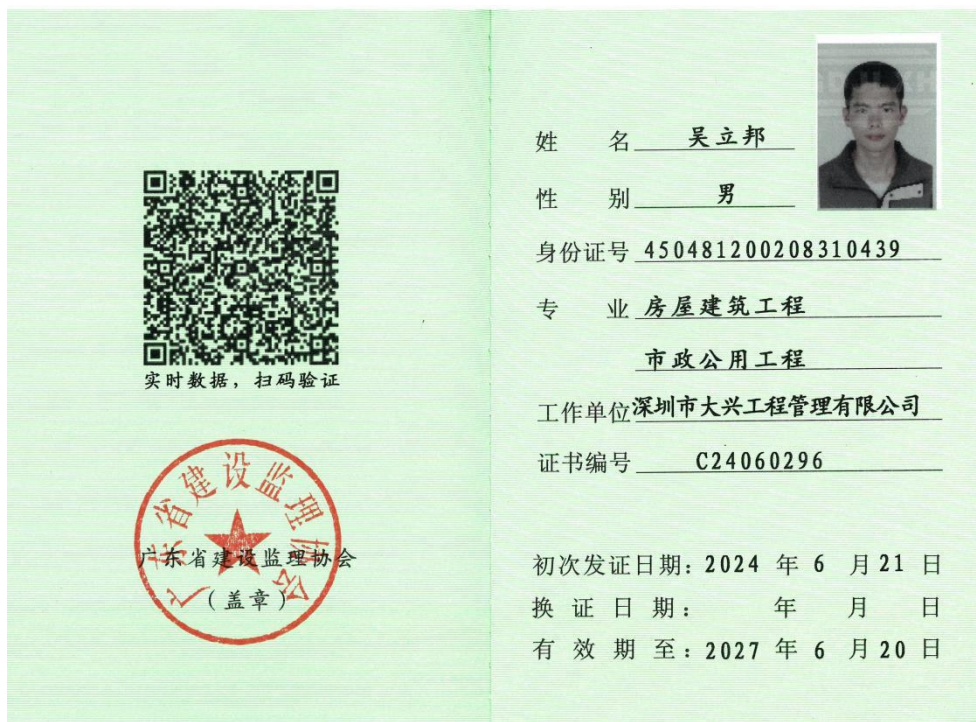 实时数据，扫码验证
广东省建设监理协会
广东省建设监理协会
（盖章）
姓 名 吴立邦
性 别 男
身份证号 450481200208310439
专 业 房屋建筑工程
市政公用工程
工作单位 深圳市大兴工程管理有限公司
证书编号 C24060296
初次发证日期：2024 年 6 月 21 日
换 证 日 期： 年 月 日
有 效 期 至：2027 年 6 月 20 日